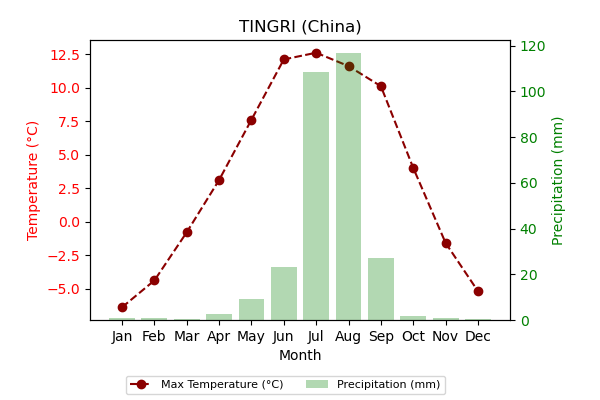 TINGRI (China)
12.5
10.0
7.5
5.0
2.5
0.0
−2.5
−5.0
Temperature (°C)
120
100
80
60
40
20
0
Precipitation (mm)
Jan Feb Mar Apr May Jun Jul Aug Sep Oct Nov Dec
Month
Max Temperature (°C) Precipitation (mm)